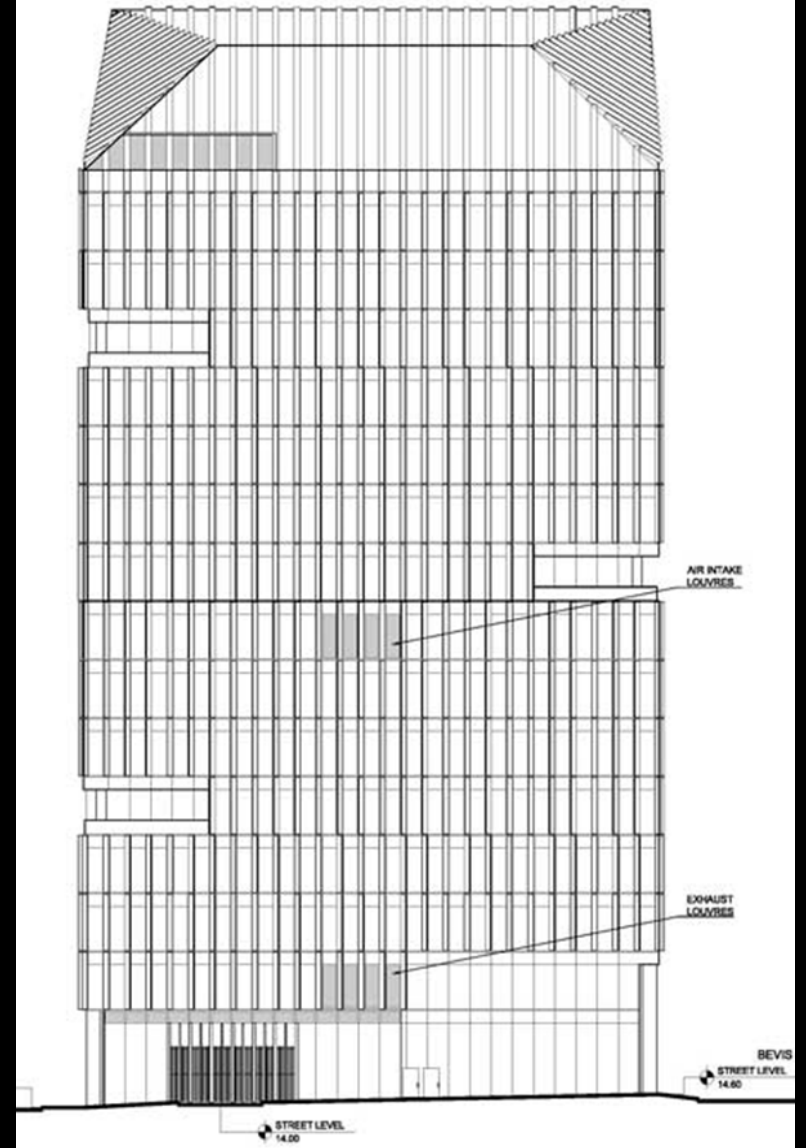 AIR INTAKE
LOUVRES
EXHAUST
LOUVRES
BEVIS
STREET LEVEL
14.60
STREET LEVEL
14.00